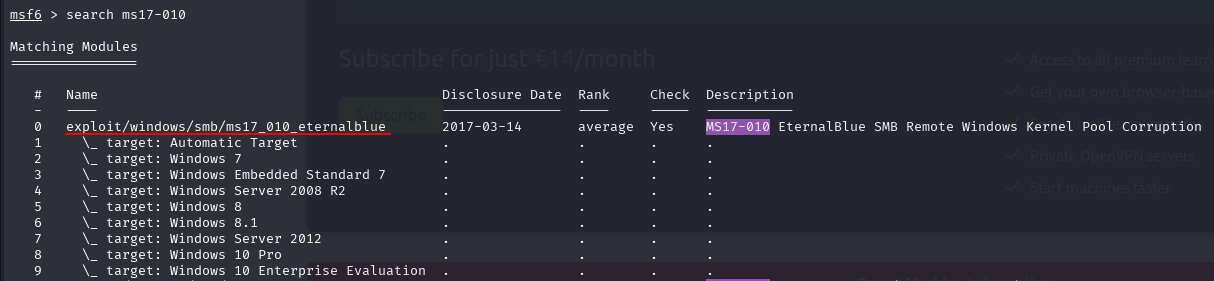 msf6 > search ms17-010
Subscribe for just €14/month
Matching Modules
Access to all premium learn
# Name Disclosure Date Rank Check Description
- ---- --------------- ---- ----- -----------
Get your own browser-base
Subscribe
0 exploit/windows/smb/ms17_010_eternalblue 2017-03-14 average Yes MS17-010 EternalBlue SMB Remote Windows Kernel Pool Corruption
1 \_ target: Automatic Target . . . .
2 \_ target: Windows 7 . . . .
Private OpenVPN servers
3 \_ target: Windows Embedded Standard 7 . . . .
4 \_ target: Windows Server 2008 R2 . . . .
Start machines faster
5 \_ target: Windows 8 . . . .
6 \_ target: Windows 8.1 . . . .
7 \_ target: Windows Server 2012 . . . .
8 \_ target: Windows 10 Pro . . . .
9 \_ target: Windows 10 Enterprise Evaluation . . . .